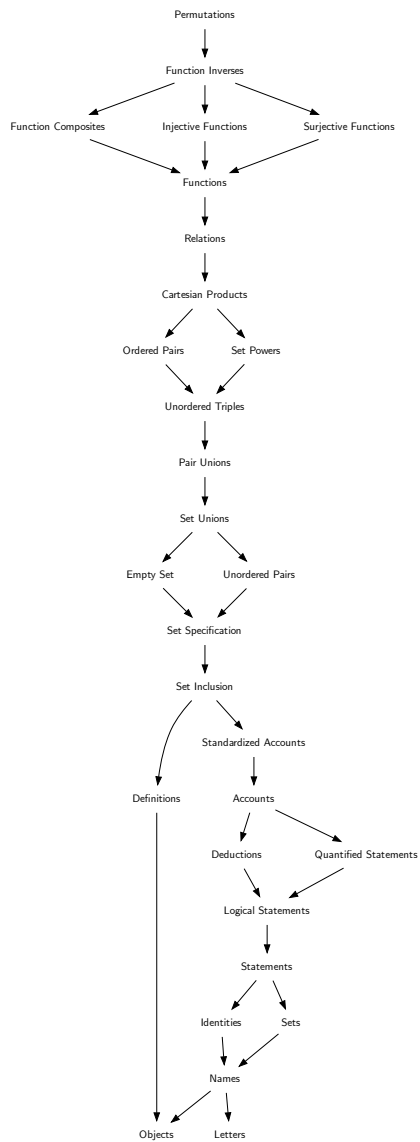 Permutations
Function Inverses
Function Composites
Injective Functions
Surjective Functions
Functions
Relations
Cartesian Products
Ordered Pairs
Set Powers
Unordered Triples
Pair Unions
Set Unions
Empty Set
Unordered Pairs
Set Specification
Set Inclusion
Standardized Accounts
Definitions
Accounts
Deductions
Quantified Statements
Logical Statements
Statements
Identities
Sets
Names
Objects
Letters